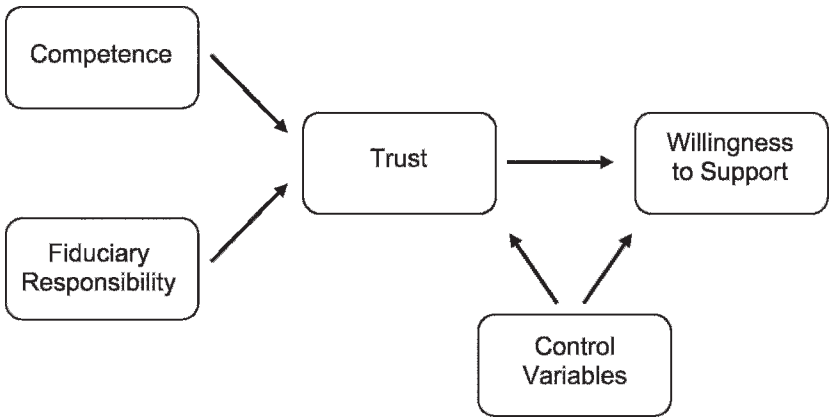 Competence
Trust
Willingness
to Support
Fiduciary
Responsibility
Control
Variables